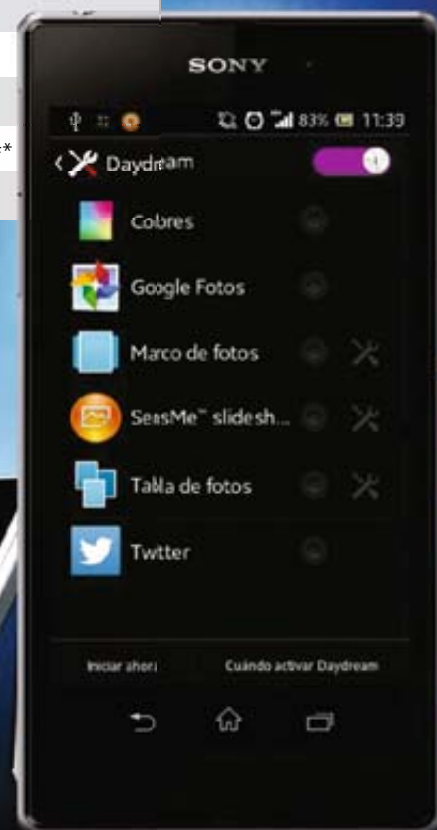 SONY
83% 11:39
*
Daydream
Colores
Google Fotos
Marco de fotos
SensMe™ slidesh...
Tabla de fotos
Twtter
Iniciar ahora Cuándo activar Daydream